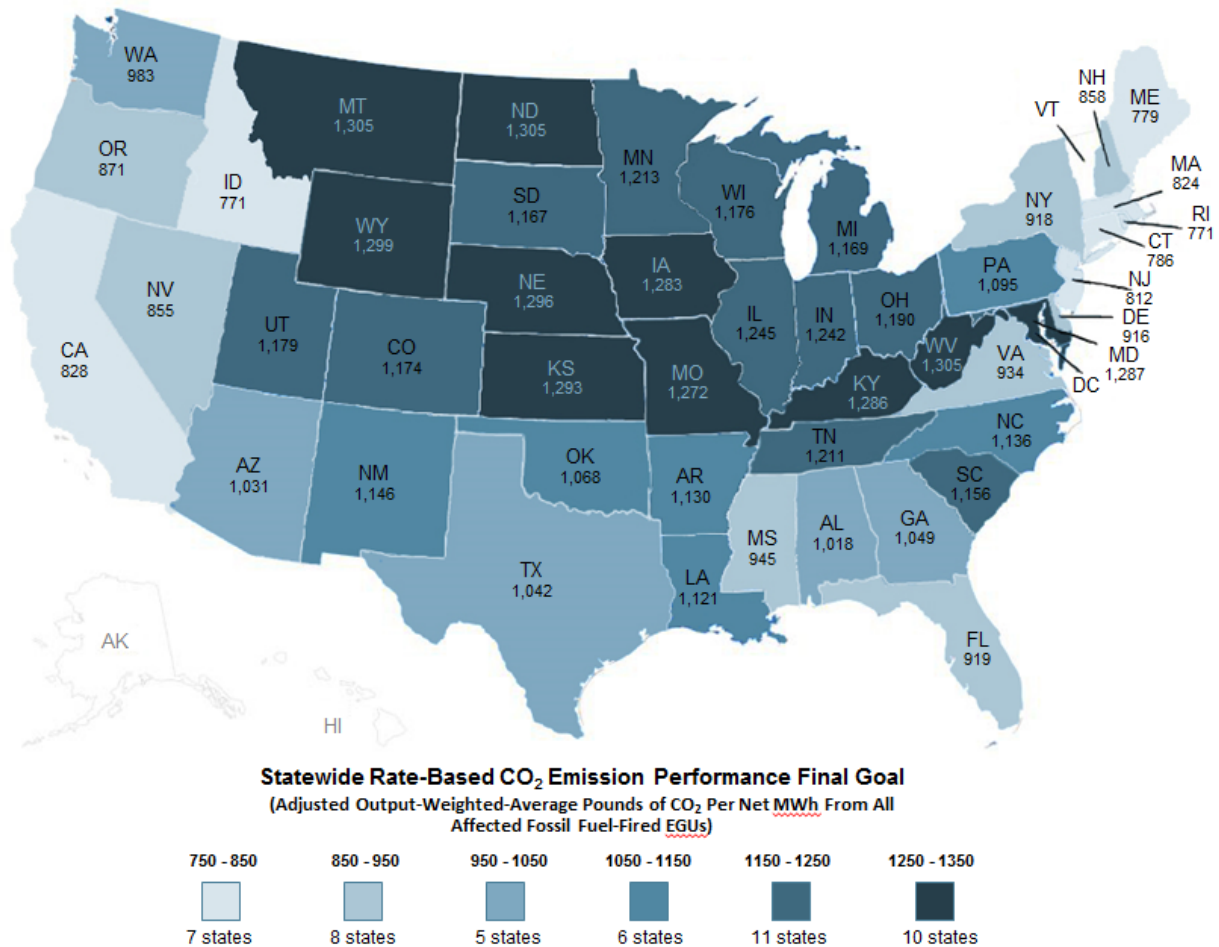 WA
983
OR
871
CA
828
NV
855
ID
771
MT
1,305
WY
1,299
UT
1,179
AZ
1,031
CO
1,174
NM
1,146
ND
1,305
SD
1,167
NE
1,296
KS
1,293
OK
1,068
TX
1,042
MN
1,213
IA
1,283
MO
1,272
AR
1,130
LA
1,121
WI
1,176
IL
1,245
MI
1,169
IN
1,242
OH
1,190
KY
1,286
TN
1,211
MS
945
AL
1,018
GA
1,049
FL
919
SC
1,156
NC
1,136
VA
934
WV
1,305
PA
1,095
NY
918
VT
NH
858
ME
779
MA
824
RI
771
CT
786
NJ
812
DE
916
MD
1,287
DC
AK
HI
Statewide Rate-Based CO₂ Emission Performance Final Goal
(Adjusted Output-Weighted-Average Pounds of CO₂ Per Net MWh From All
Affected Fossil Fuel-Fired EGUs)
750 - 850 850 - 950 950 - 1050 1050 - 1150 1150 - 1250 1250 - 1350
7 states 8 states 5 states 6 states 11 states 10 states